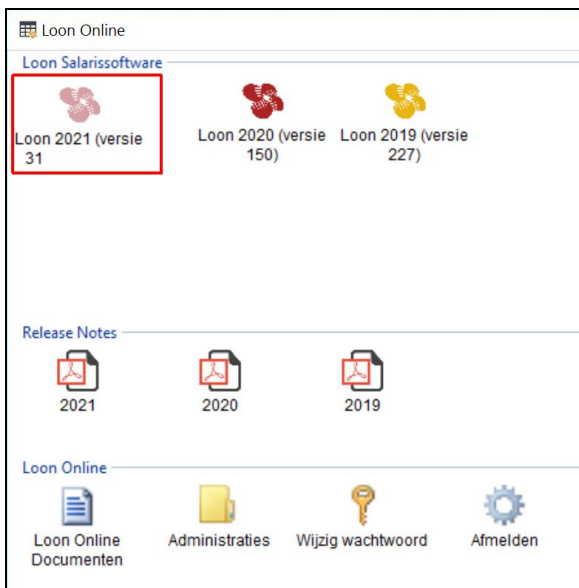 Loon Online
Loon Salarissoftware
Loon 2021 (versie
31
Loon 2020 (versie
150)
Loon 2019 (versie
227)
Release Notes
2021
2020
2019
Loon Online
Loon Online
Documenten
Administraties
Wijzig wachtwoord
Afmelden